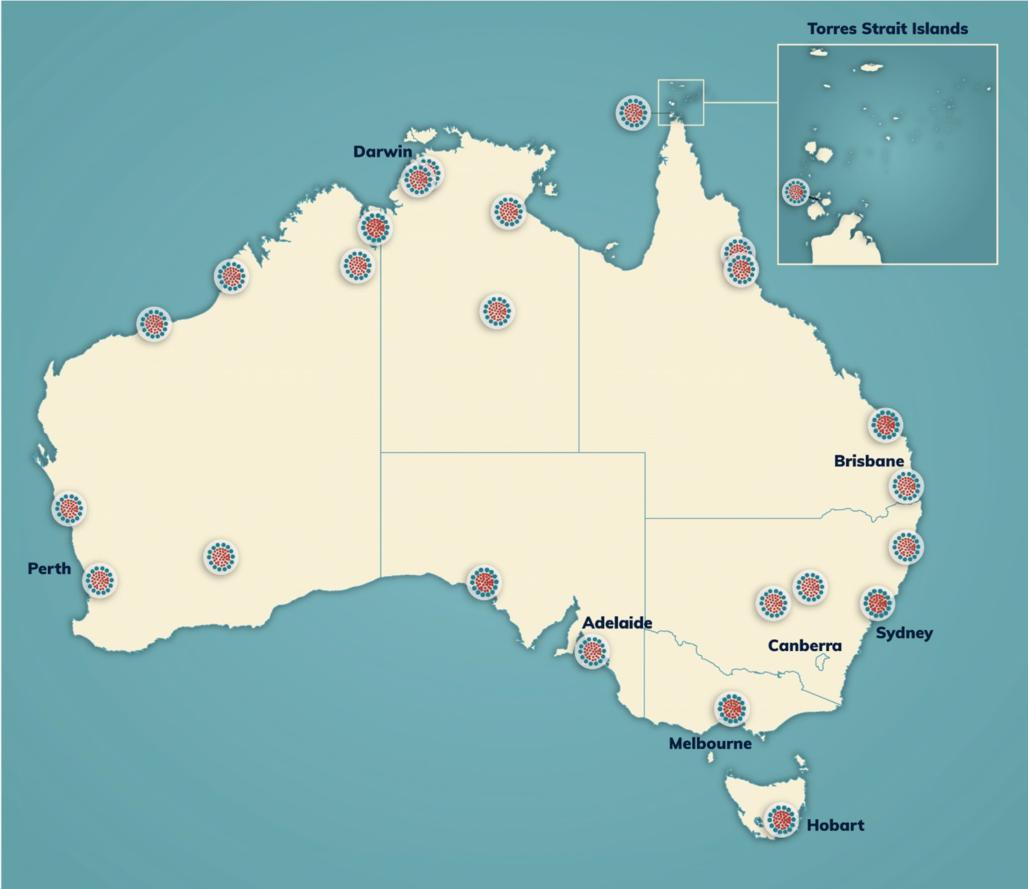 Torres Strait Islands
Darwin
Brisbane
Perth
Adelaide
Sydney
Canberra
Melbourne
Hobart